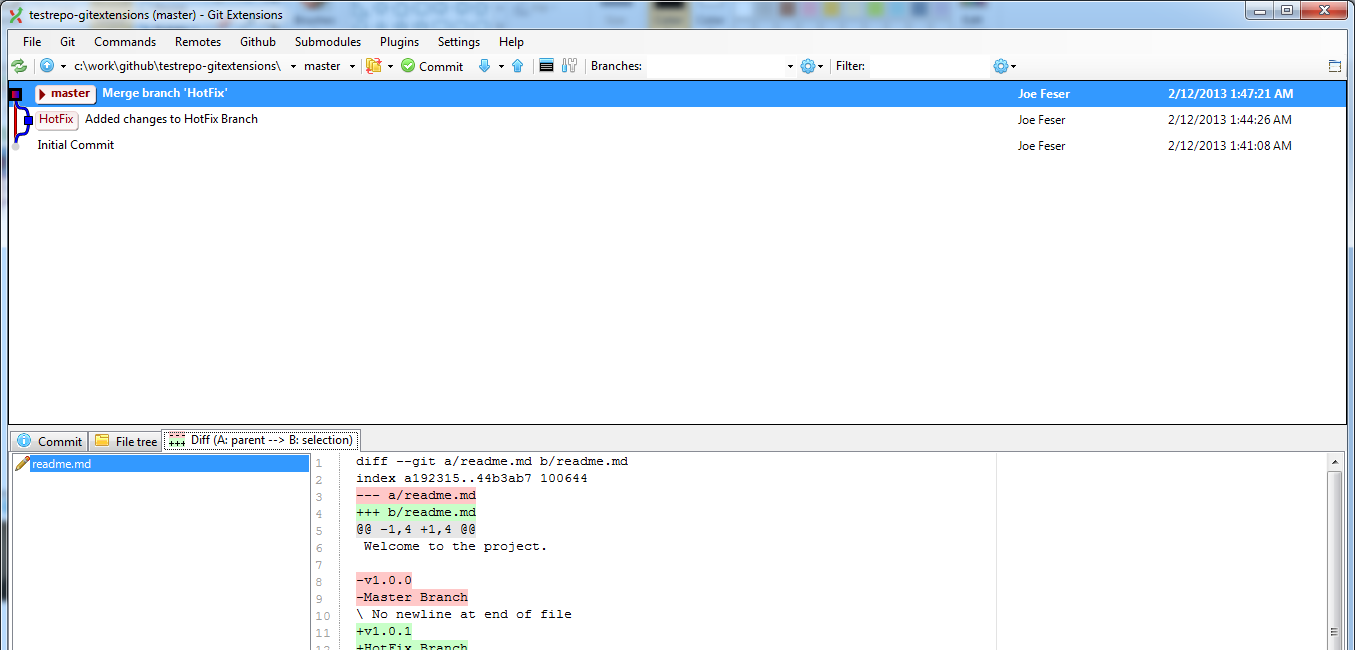 testrepo-gitextensions (master) - Git Extensions
File Git Commands Remotes Github Submodules Plugins Settings Help
c:\work\github\testrepo-gitextensions\ master Commit Branches: Filter:
master Merge branch 'HotFix' Joe Feser 2/12/2013 1:47:21 AM
HotFix Added changes to HotFix Branch Joe Feser 2/12/2013 1:44:26 AM
Initial Commit Joe Feser 2/12/2013 1:41:08 AM
Commit File tree Diff (A: parent --> B: selection)
readme.md
1 diff --git a/readme.md b/readme.md
2 index a192315..44b3ab7 100644
3 --- a/readme.md
4 +++ b/readme.md
5 @@ -1,4 +1,4 @@
6 Welcome to the project.
7
8 -v1.0.0
9 -Master Branch
10 \ No newline at end of file
11 +v1.0.1
12 +HotFix Branch